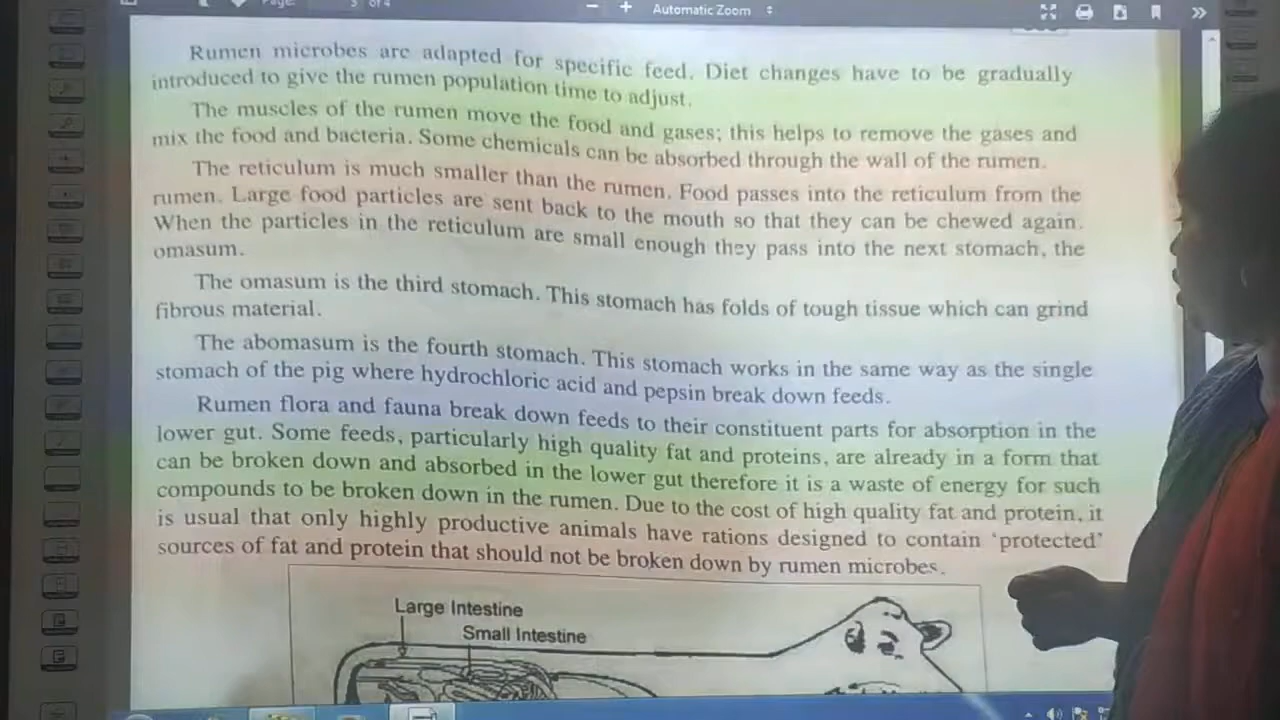 Page:
3 of 4
Automatic Zoom
Rumen microbes are adapted for specific feed. Diet changes have to be gradually
introduced to give the rumen population time to adjust.
The muscles of the rumen move the food and gases; this helps to remove the gases and
mix the food and bacteria. Some chemicals can be absorbed through the wall of the rumen.
The reticulum is much smaller than the rumen. Food passes into the reticulum from the
rumen. Large food particles are sent back to the mouth so that they can be chewed again.
When the particles in the reticulum are small enough they pass into the next stomach, the
omasum.
The omasum is the third stomach. This stomach has folds of tough tissue which can grind
fibrous material.
The abomasum is the fourth stomach. This stomach works in the same way as the single
stomach of the pig where hydrochloric acid and pepsin break down feeds.
Rumen flora and fauna break down feeds to their constituent parts for absorption in the
lower gut. Some feeds, particularly high quality fat and proteins, are already in a form that
can be broken down and absorbed in the lower gut therefore it is a waste of energy for such
compounds to be broken down in the rumen. Due to the cost of high quality fat and protein, it
is usual that only highly productive animals have rations designed to contain ‘protected’
sources of fat and protein that should not be broken down by rumen microbes.
Large Intestine
Small Intestine